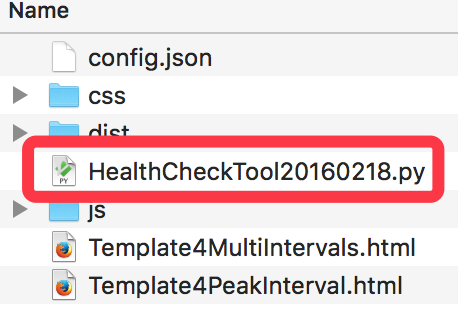 Name
config.json
css
dist
HealthCheckTool20160218.py
js
Template4MultiIntervals.html
Template4PeakInterval.html